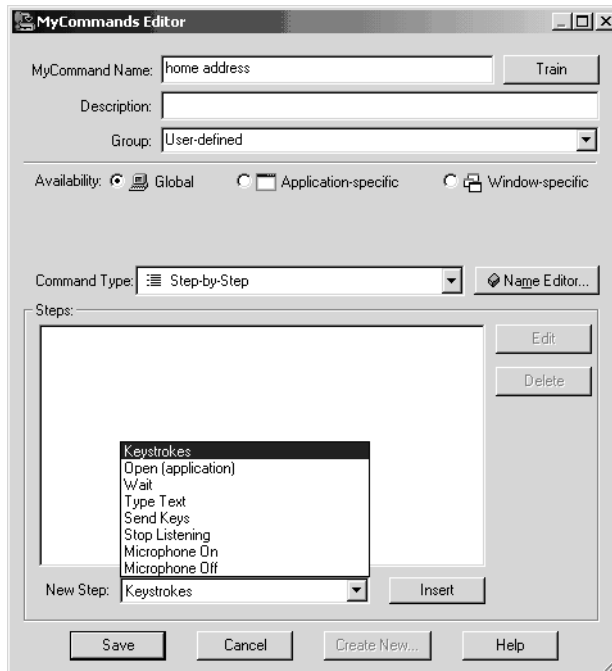 MyCommands Editor
MyCommand Name: home address Train
Description:
Group: User-defined
Availability: Global Application-specific Window-specific
Command Type: Step-by-Step Name Editor...
Steps:
Edit
Delete
Keystrokes
Open (application)
Wait
Type Text
Send Keys
Stop Listening
Microphone On
Microphone Off
New Step: Keystrokes Insert
Save Cancel Create New... Help